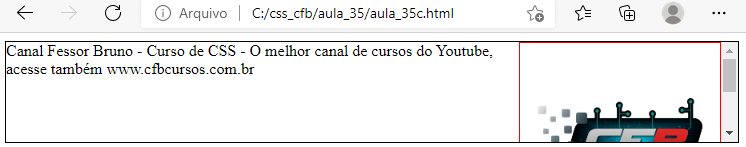 Arquivo C:/css_cfb/aula_35/aula_35c.html
Canal Fessor Bruno - Curso de CSS - O melhor canal de cursos do Youtube,
acesse também www.cfbcursos.com.br
CFB